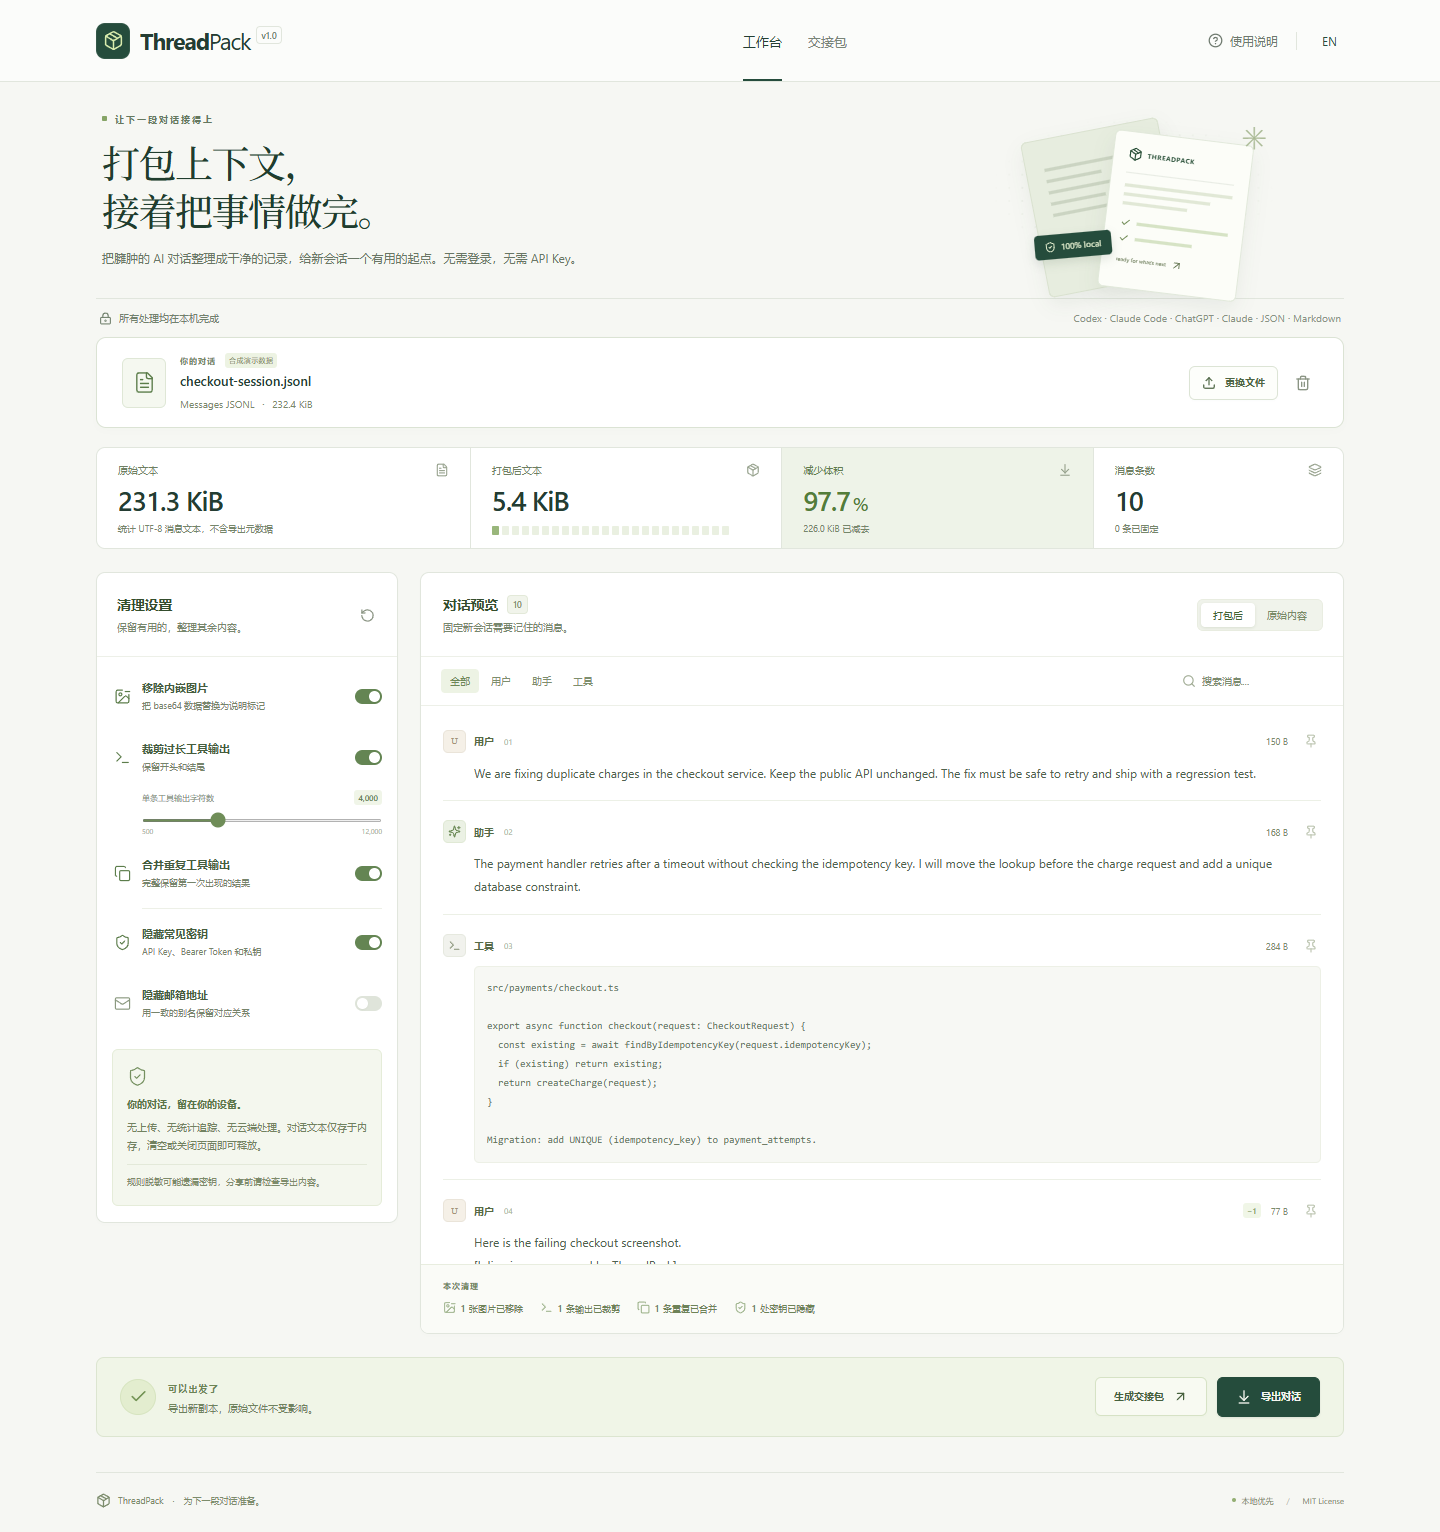 ThreadPack v1.0
工作台
交接包
使用说明
EN
让下一段对话接得上
打包上下文，
接着把事情做完。
把臃肿的 AI 对话整理成干净的记录，给新会话一个有用的起点。无需登录，无需 API Key。
THREADPACK
100% local
ready for what's next
所有处理均在本机完成
Codex · Claude Code · ChatGPT · Claude · JSON · Markdown
你的对话 合成演示数据
checkout-session.jsonl
Messages JSONL · 232.4 KiB
更换文件
原始文本
231.3 KiB
统计 UTF-8 消息文本，不含导出元数据
打包后文本
5.4 KiB
减少体积
97.7%
226.0 KiB 已减去
消息条数
10
0 条已固定
清理设置
保留有用的，整理其余内容。
移除内嵌图片
把 base64 数据替换为说明标记
裁剪过长工具输出
保留开头和结尾
单条工具输出字符数 4,000
500 12,000
合并重复工具输出
完整保留第一次出现的结果
隐藏常见密钥
API Key、Bearer Token 和私钥
隐藏邮箱地址
用一致的别名保留对应关系
你的对话，留在你的设备。
无上传、无统计追踪、无云端处理。对话文本仅存于内
存，清空或关闭页面即可释放。
规则脱敏可能遗漏密钥，分享前请检查导出内容。
对话预览 10
固定新会话需要记住的消息。
打包后 原始内容
全部 用户 助手 工具
搜索消息...
U 用户 01 150 B
We are fixing duplicate charges in the checkout service. Keep the public API unchanged. The fix must be safe to retry and ship with a regression test.
助手 02 168 B
The payment handler retries after a timeout without checking the idempotency key. I will move the lookup before the charge request and add a unique
database constraint.
工具 03 284 B
src/payments/checkout.ts
export async function checkout(request: CheckoutRequest) {
const existing = await findByIdempotencyKey(request.idempotencyKey);
if (existing) return existing;
return createCharge(request);
}
Migration: add UNIQUE (idempotency_key) to payment_attempts.
U 用户 04 −1 77 B
Here is the failing checkout screenshot.
本次清理
1 张图片已移除 1 条输出已裁剪 1 条重复已合并 1 处密钥已隐藏
可以出发了
导出新副本，原始文件不受影响。
生成交接包
导出对话
ThreadPack · 为下一段对话准备。
本地优先 / MIT License